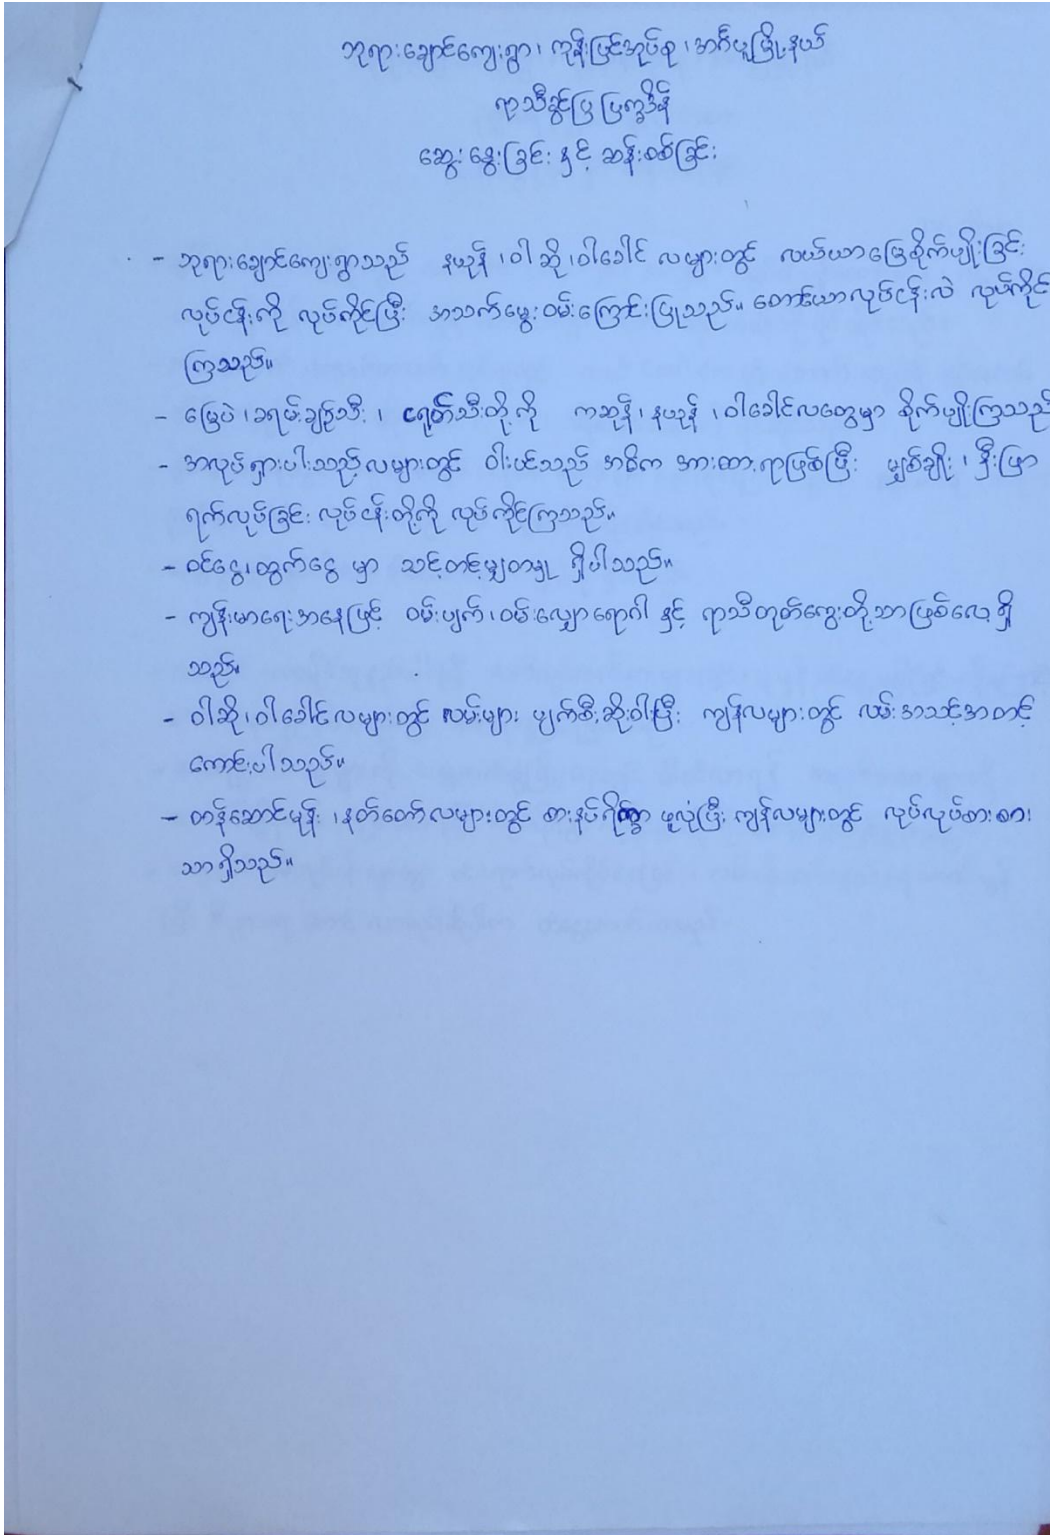 ဘုရားချောင်ကျေးရွာ၊ ကုန်းပြင်အုပ်စု၊ အင်္ဂပူမြို့နယ်
ရာသီခွင်ပြ ပြက္ခဒိန်
ဆွေးနွေးခြင်း နှင့် ဆန်းစစ်ခြင်း
- ဘုရားချောင်ကျေးရွာသည် နယုန်၊ ဝါဆို၊ ဝါခေါင် လများတွင် လယ်ယာမြေစိုက်ပျိုးခြင်း
လုပ်ငန်းကို လုပ်ကိုင်ပြီး အသက်မွေးဝမ်းကြောင်းပြုသည်။ တောင်ယာလုပ်ငန်းလဲ လုပ်ကိုင်
ကြသည်။
- မြေပဲ၊ ခရမ်းချဉ်သီး၊ ငရုတ်သီးတို့ကို ကဆုန်၊ နယုန်၊ ဝါခေါင်လတွေမှာ စိုက်ပျိုးကြသည်
- အလုပ်ရှားပါးသည့်လများတွင် ဝါးပင်သည် အဓိက အားထားရာဖြစ်ပြီး မျှစ်ချိုး၊ နှီးဖြာ
ရက်လုပ်ခြင်း လုပ်ငန်းတို့ကို လုပ်ကိုင်ကြသည်။
- ဝင်ငွေ၊ ထွက်ငွေ မှာ သင့်တင့်မျှတမှု ရှိပါသည်။
- ကျန်းမာရေးအနေဖြင့် ဝမ်းပျက်၊ ဝမ်းလျှောရောဂါ နှင့် ရာသီတုတ်ကွေးတို့သာဖြစ်လေ့ရှိ
သည်။
- ဝါဆို၊ ဝါခေါင်လများတွင် လမ်းများ ပျက်စီးဆိုးဝါးပြီး ကျန်လများတွင် လမ်းအသင့်အတင့်
ကောင်းပါသည်။
- တန်ဆောင်မုန်း၊ နတ်တော်လများတွင် စားနပ်ရိက္ခာ ဖူလုံပြီး ကျန်လများတွင် လုပ်လုပ်စားစား
သာရှိသည်။